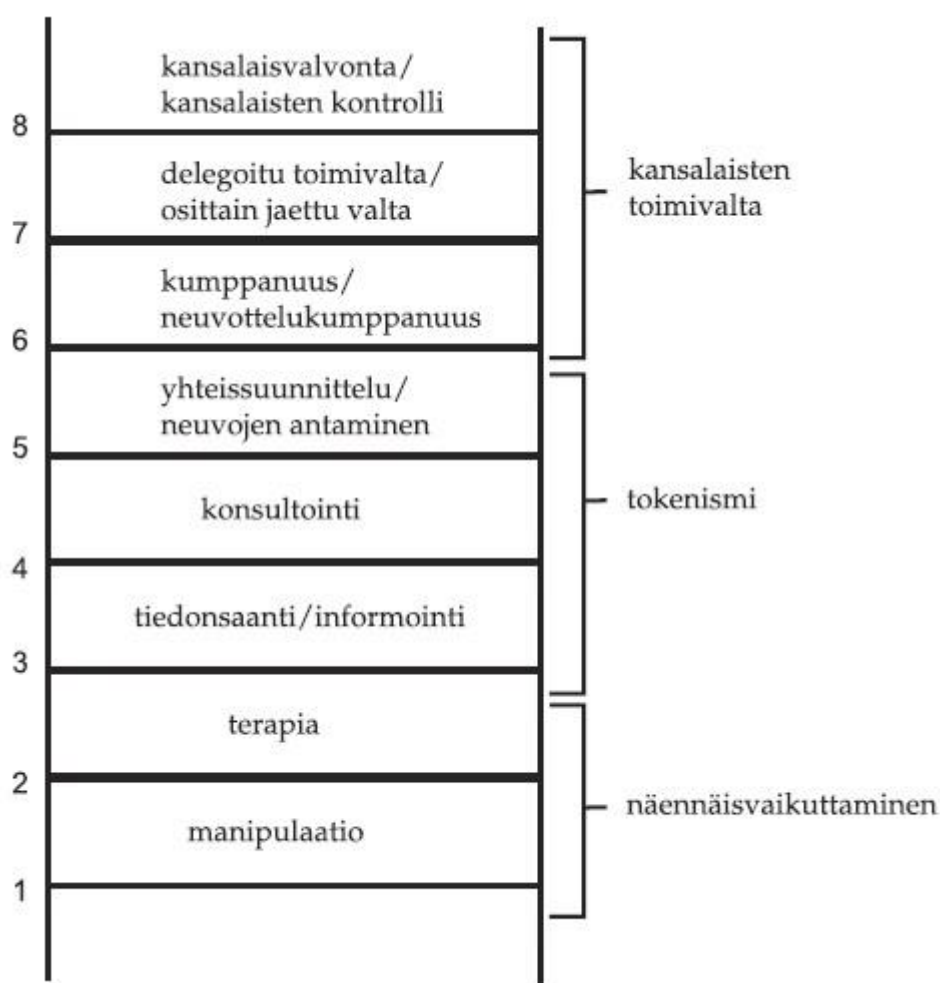 kansalaisvalvonta/
kansalaisten kontrolli
8
delegoitu toimivalta/
osittain jaettu valta
7
kansalaisten
toimivalta
kumppanuus/
neuvottelukumppanuus
6
yhteissuunnittelu/
neuvojen antaminen
5
konsultointi
tokenismi
4
tiedonsaanti/informointi
3
terapia
2
näennäisvaikuttaminen
manipulaatio
1